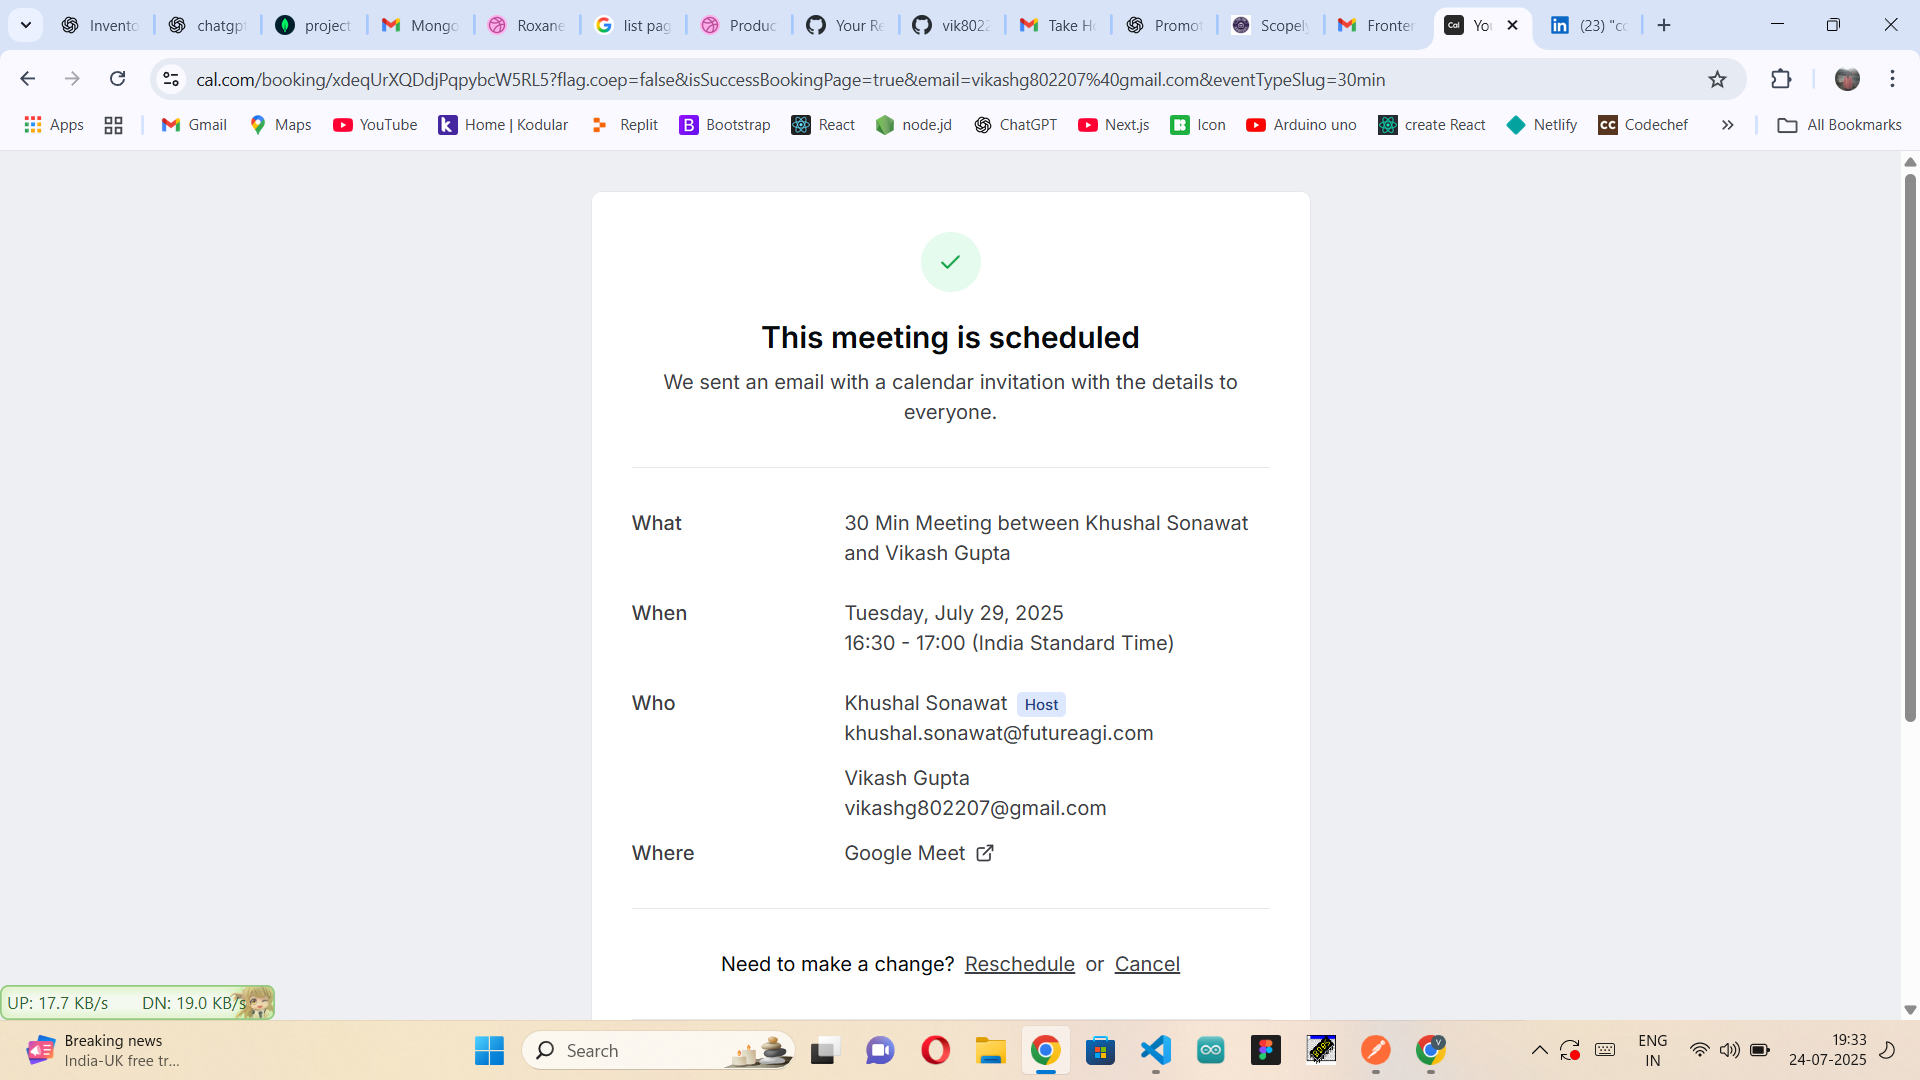 Invento
chatgp
project
Mongo
Roxane
list pag
Produc
Your Re
vik802
Take Ho
Promot
Scopely
Fronter
You
(23) "co
cal.com/booking/xdeqUrXQDdjPqpybcW5RL5?flag.coep=false&isSuccessBookingPage=true&email=vikashg802207%40gmail.com&eventTypeSlug=30min
Apps
Gmail
Maps
YouTube
Home | Kodular
Replit
Bootstrap
React
node.jd
ChatGPT
Next.js
Icon
Arduino uno
create React
Netlify
Codechef
All Bookmarks
This meeting is scheduled
We sent an email with a calendar invitation with the details to
everyone.
What
30 Min Meeting between Khushal Sonawat
and Vikash Gupta
When
Tuesday, July 29, 2025
16:30 - 17:00 (India Standard Time)
Who
Khushal Sonawat Host
khushal.sonawat@futureagi.com
Vikash Gupta
vikashg802207@gmail.com
Where
Google Meet
Need to make a change? Reschedule or Cancel
UP: 17.7 KB/s DN: 19.0 KB/s
Breaking news
India-UK free tr...
Search
ENG
IN
19:33
24-07-2025